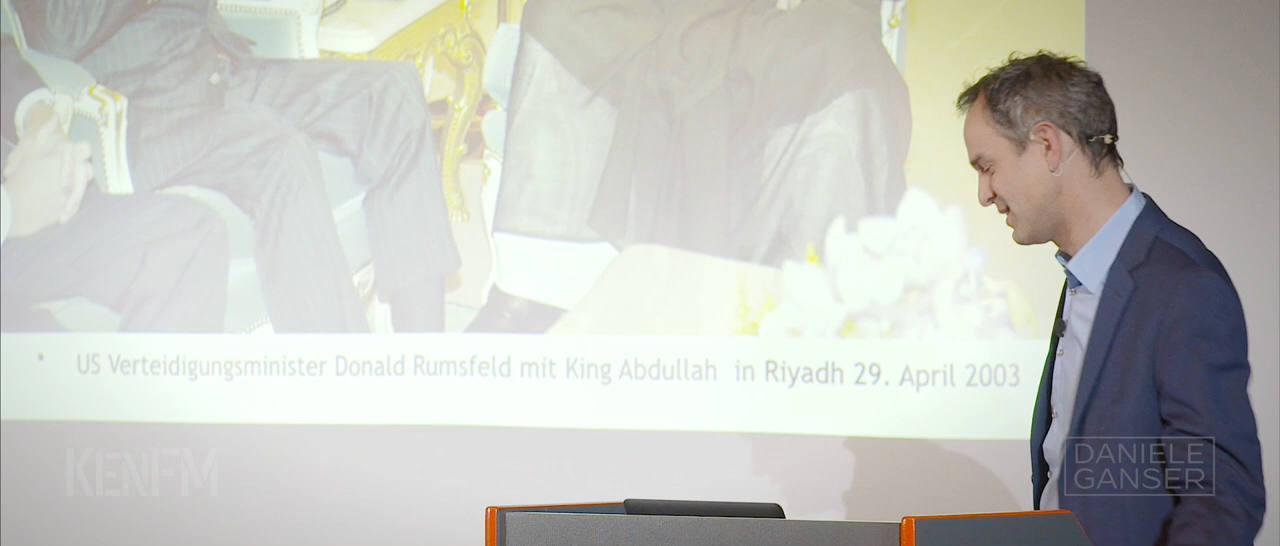 * US Verteidigungsminister Donald Rumsfeld mit King Abdullah in Riyadh 29. April 2003
KENFM
DANIELE
GANSER